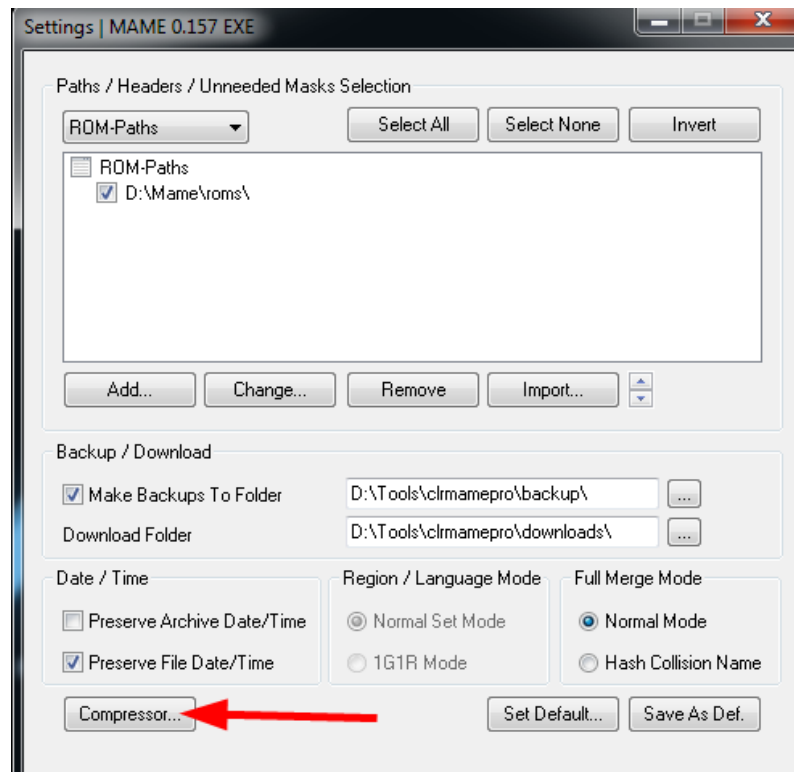 Settings | MAME 0.157 EXE
Paths / Headers / Unneeded Masks Selection
ROM-Paths Select All Select None Invert
ROM-Paths
D:\Mame\roms\
Add... Change... Remove Import...
Backup / Download
Make Backups To Folder D:\Tools\clrmamepro\backup\ ...
Download Folder D:\Tools\clrmamepro\downloads\ ...
Date / Time Region / Language Mode Full Merge Mode
Preserve Archive Date/Time Normal Set Mode Normal Mode
Preserve File Date/Time 1G1R Mode Hash Collision Name
Compressor... Set Default... Save As Def.